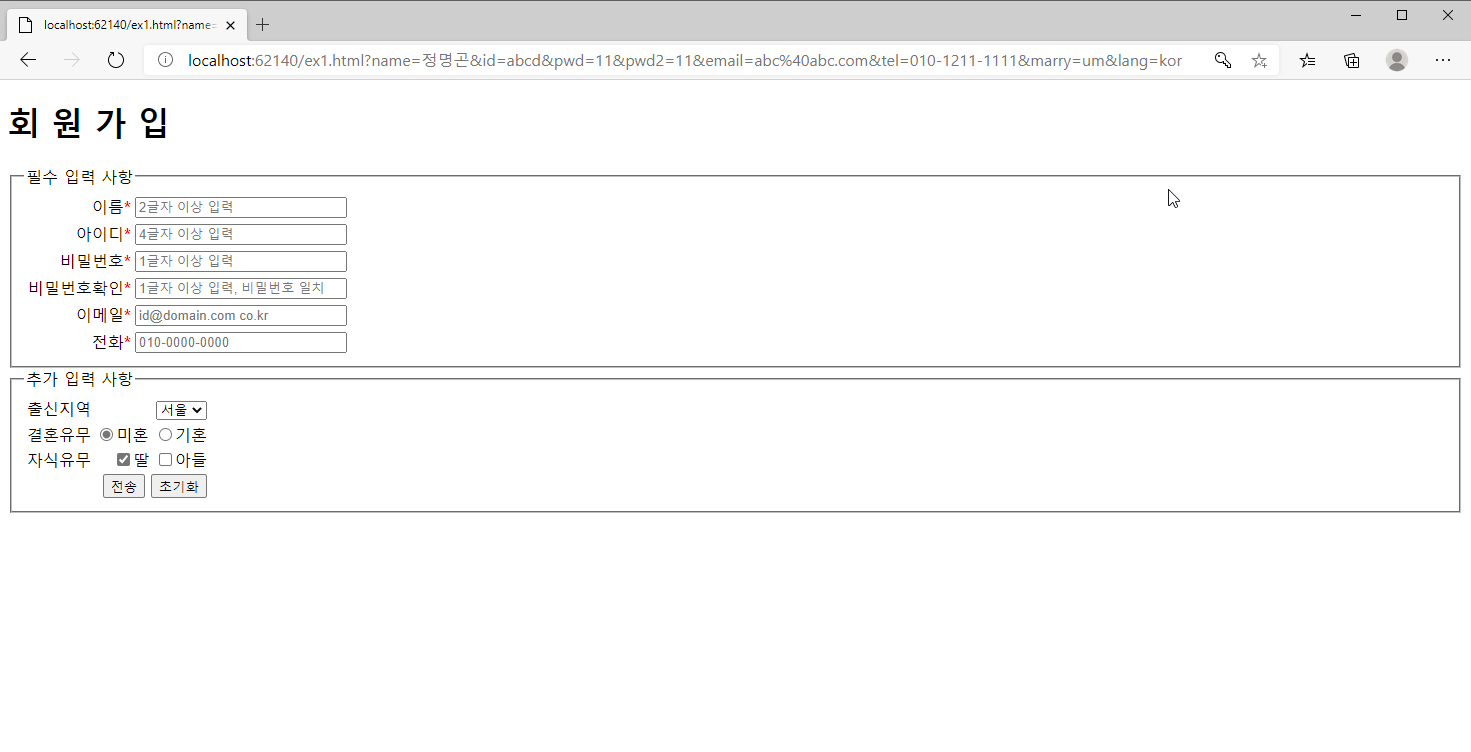 localhost:62140/ex1.html?name=
localhost:62140/ex1.html?name=정명곤&id=abcd&pwd=11&pwd2=11&email=abc%40abc.com&tel=010-1211-1111&marry=um&lang=kor
회 원 가 입
필수 입력 사항
이름* 2글자 이상 입력
아이디* 4글자 이상 입력
비밀번호* 1글자 이상 입력
비밀번호확인* 1글자 이상 입력, 비밀번호 일치
이메일* id@domain.com co.kr
전화* 010-0000-0000
추가 입력 사항
출신지역 서울
결혼유무 미혼 기혼
자식유무 딸 아들
전송 초기화